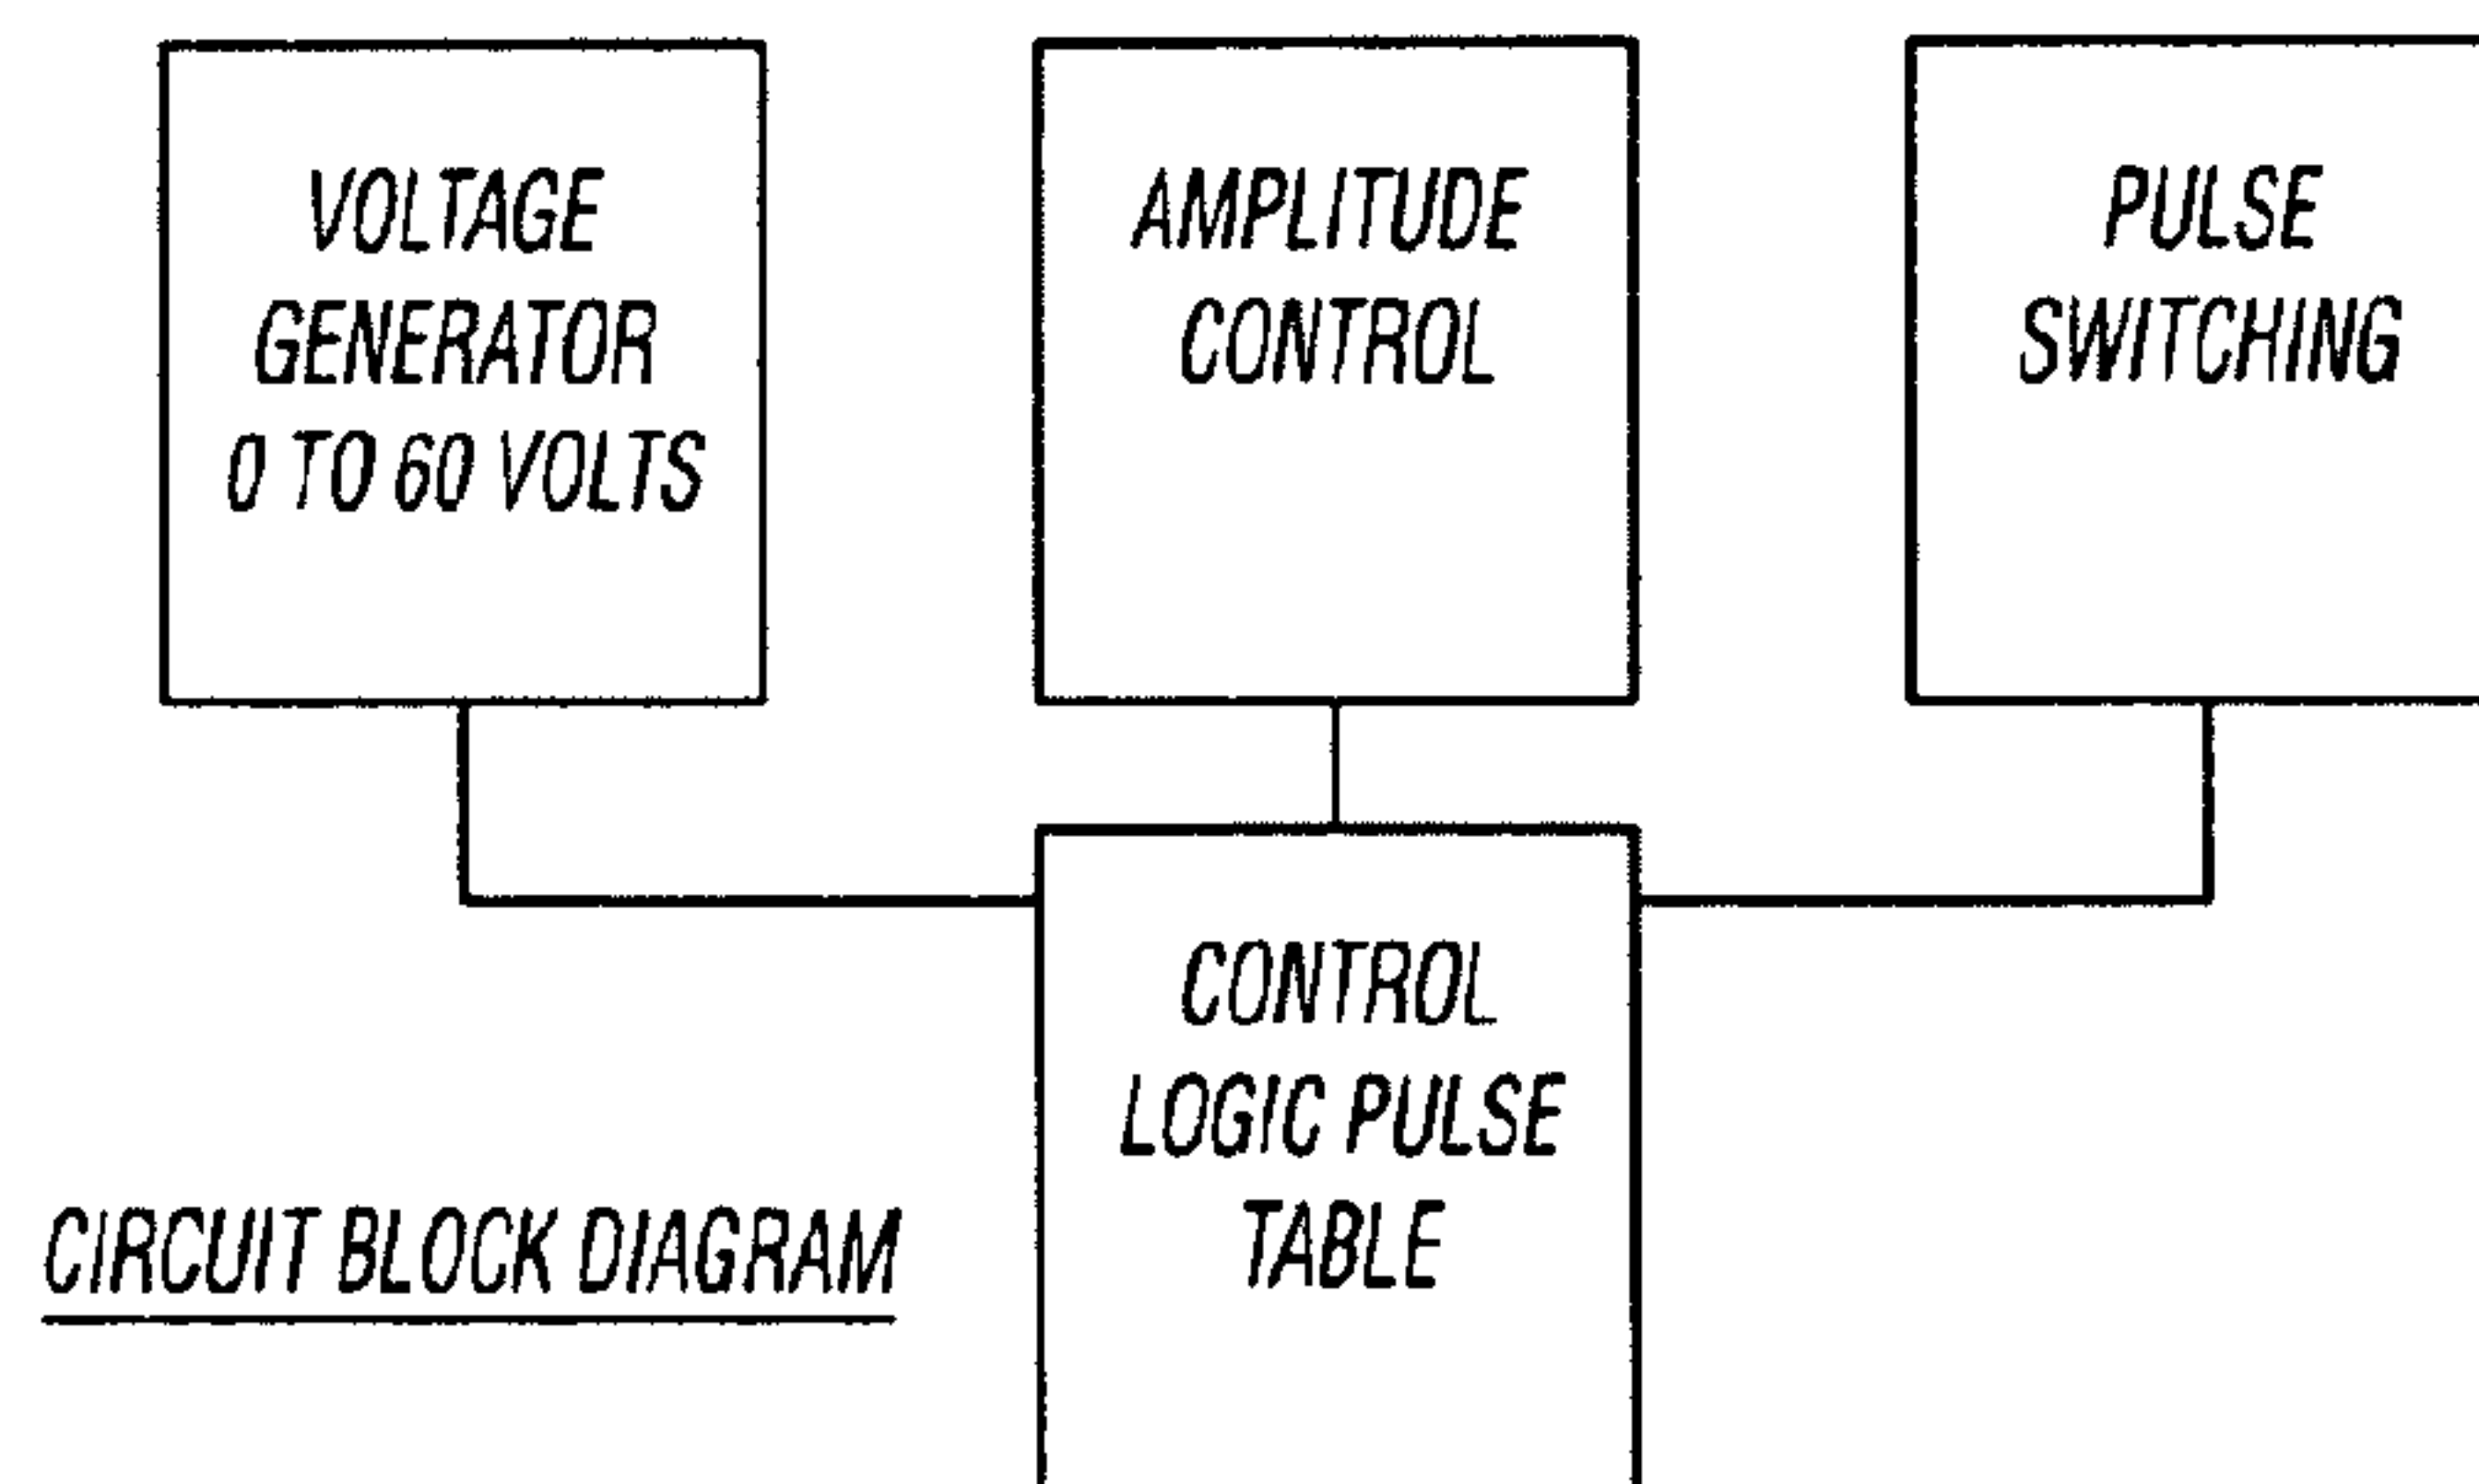 VOLTAGE
GENERATOR
0 TO 60 VOLTS
AMPLITUDE
CONTROL
PULSE
SWITCHING
CONTROL
LOGIC PULSE
TABLE
CIRCUIT BLOCK DIAGRAM